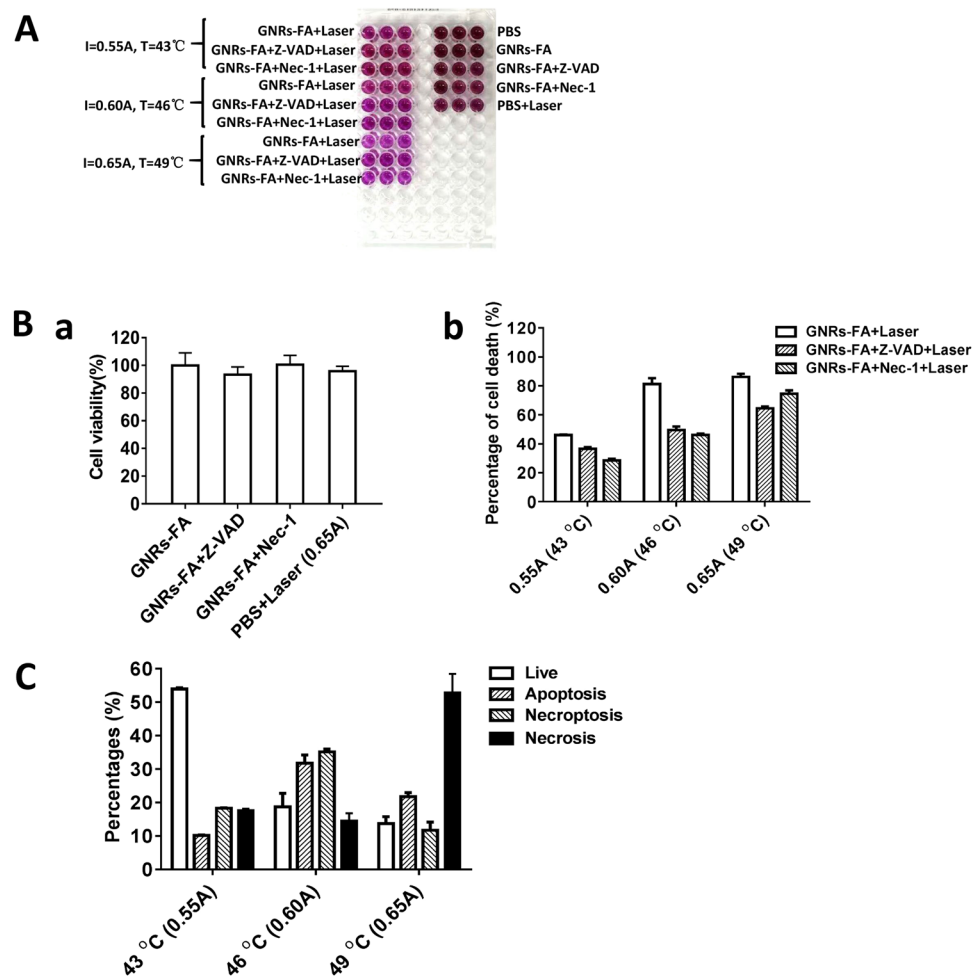 A
I=0.55A, T=43℃
GNRs-FA+Laser
GNRs-FA+Z-VAD+Laser
GNRs-FA+Nec-1+Laser
I=0.60A, T=46℃
GNRs-FA+Laser
GNRs-FA+Z-VAD+Laser
GNRs-FA+Nec-1+Laser
I=0.65A, T=49℃
GNRs-FA+Laser
GNRs-FA+Z-VAD+Laser
GNRs-FA+Nec-1+Laser
PBS
GNRs-FA
GNRs-FA+Z-VAD
GNRs-FA+Nec-1
PBS+Laser
B
a
Cell viability(%)
120
100
80
60
40
20
0
GNRs-FA
GNRs-FA+Z-VAD
GNRs-FA+Nec-1
PBS+Laser (0.65A)
b
Percentage of cell death (%)
120
100
80
60
40
20
0
0.55A (43 °C)
0.60A (46 °C)
0.65A (49 °C)
GNRs-FA+Laser
GNRs-FA+Z-VAD+Laser
GNRs-FA+Nec-1+Laser
C
Percentages (%)
60
50
40
30
20
10
0
43 °C (0.55A)
46 °C (0.60A)
49 °C (0.65A)
Live
Apoptosis
Necroptosis
Necrosis